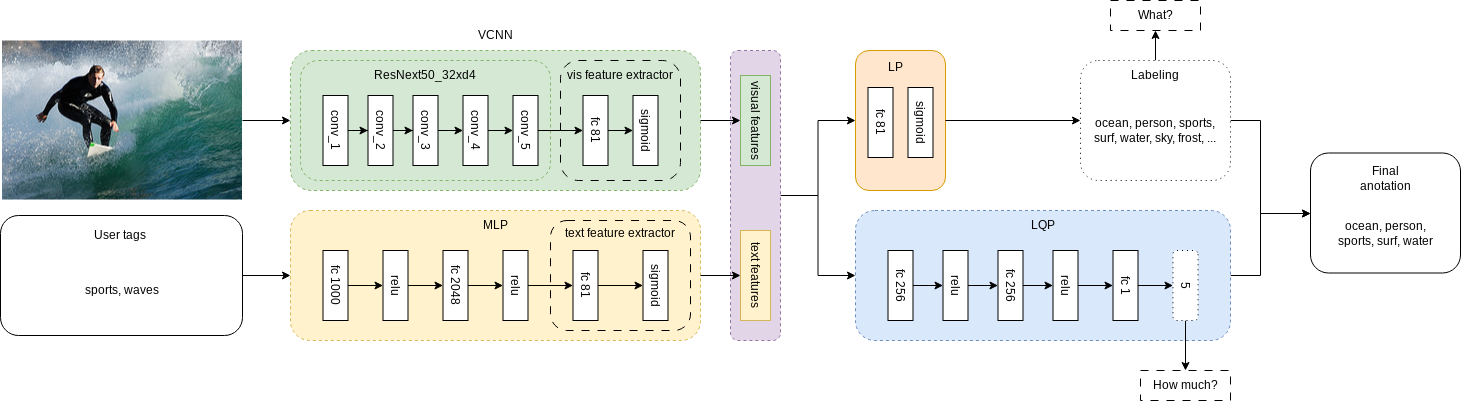 What?
VCNN
ResNext50_32xd4
vis feature extractor
conv_1
conv_2
conv_3
conv_4
conv_5
fc 81
sigmoid
visual features
LP
fc 81
sigmoid
Labeling
ocean, person, sports,
surf, water, sky, frost, ...
User tags
sports, waves
MLP
text feature extractor
fc 1000
relu
fc 2048
relu
fc 81
sigmoid
text features
LQP
fc 256
relu
fc 256
relu
fc 1
5
How much?
Final
anotation
ocean, person,
sports, surf, water